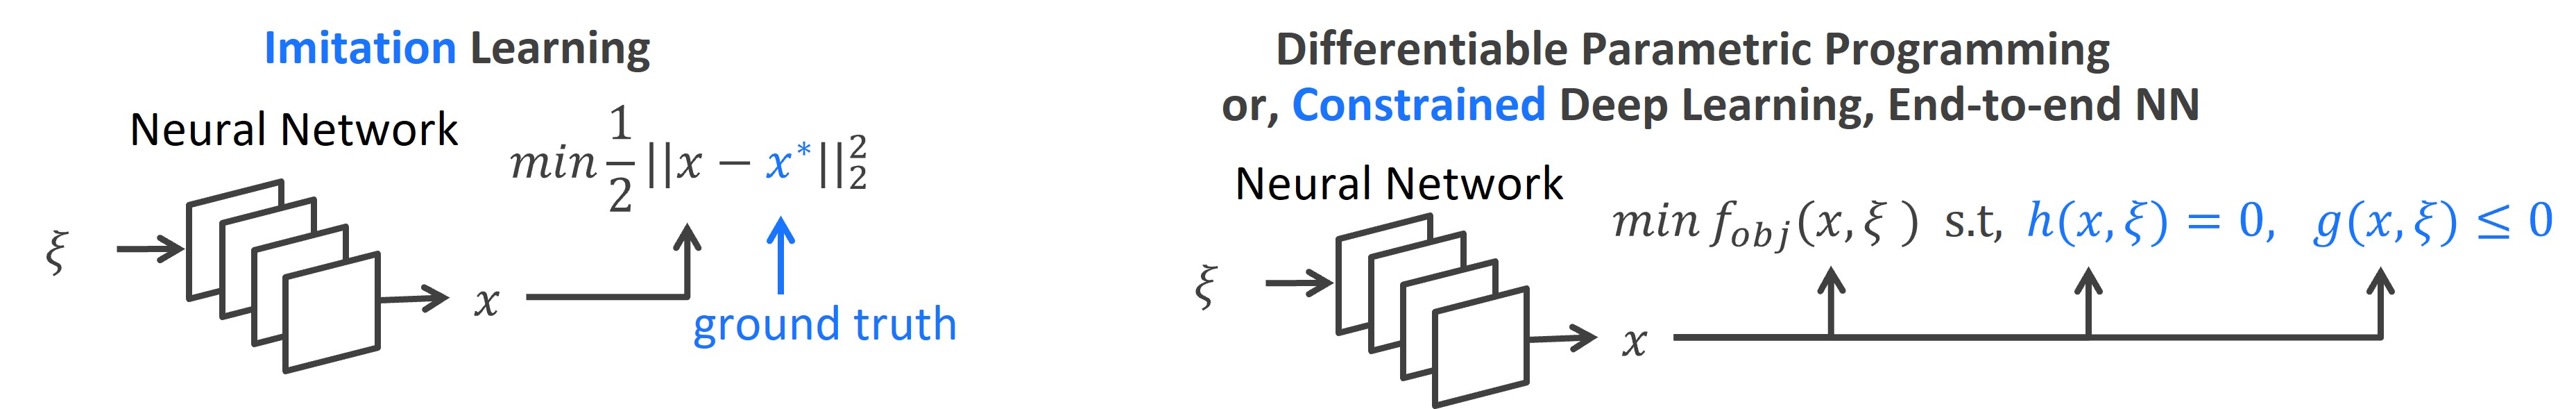 Imitation Learning
Neural Network
min 1/2 ||x − x*||₂²
ξ
x
ground truth
Differentiable Parametric Programming
or, Constrained Deep Learning, End-to-end NN
Neural Network
min f_obj(x, ξ) s.t, h(x, ξ) = 0, g(x, ξ) ≤ 0
ξ
x